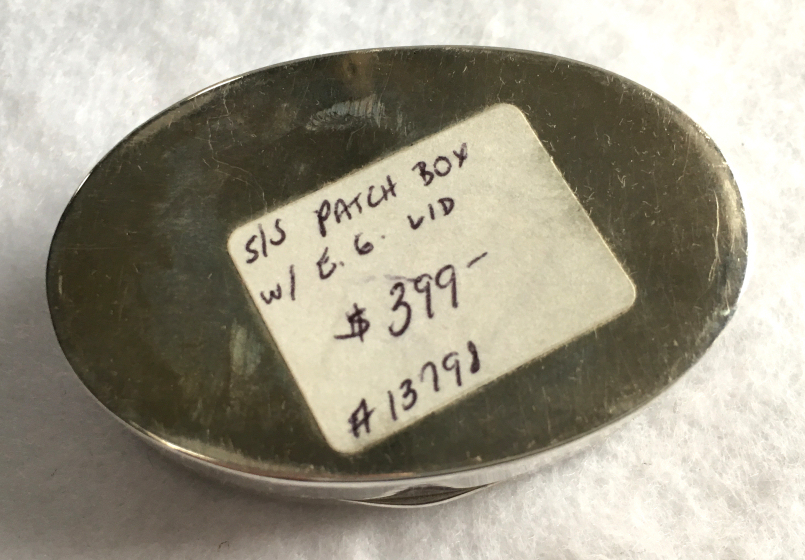 S/S PATCH BOX
W/ E.G. LID
$399-
#13798